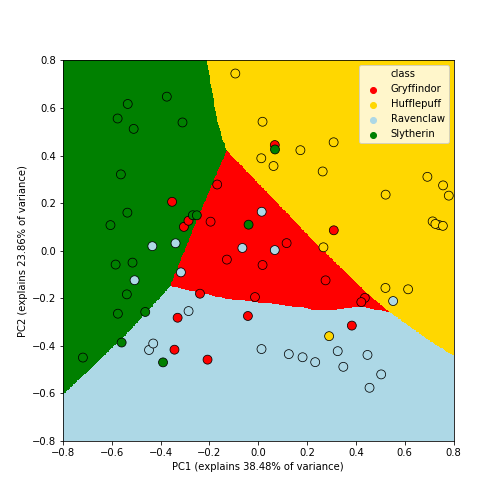 class
Gryffindor
Hufflepuff
Ravenclaw
Slytherin
0.8
0.6
0.4
0.2
0.0
−0.2
−0.4
−0.6
−0.8
PC2 (explains 23.86% of variance)
−0.8 −0.6 −0.4 −0.2 0.0 0.2 0.4 0.6 0.8
PC1 (explains 38.48% of variance)